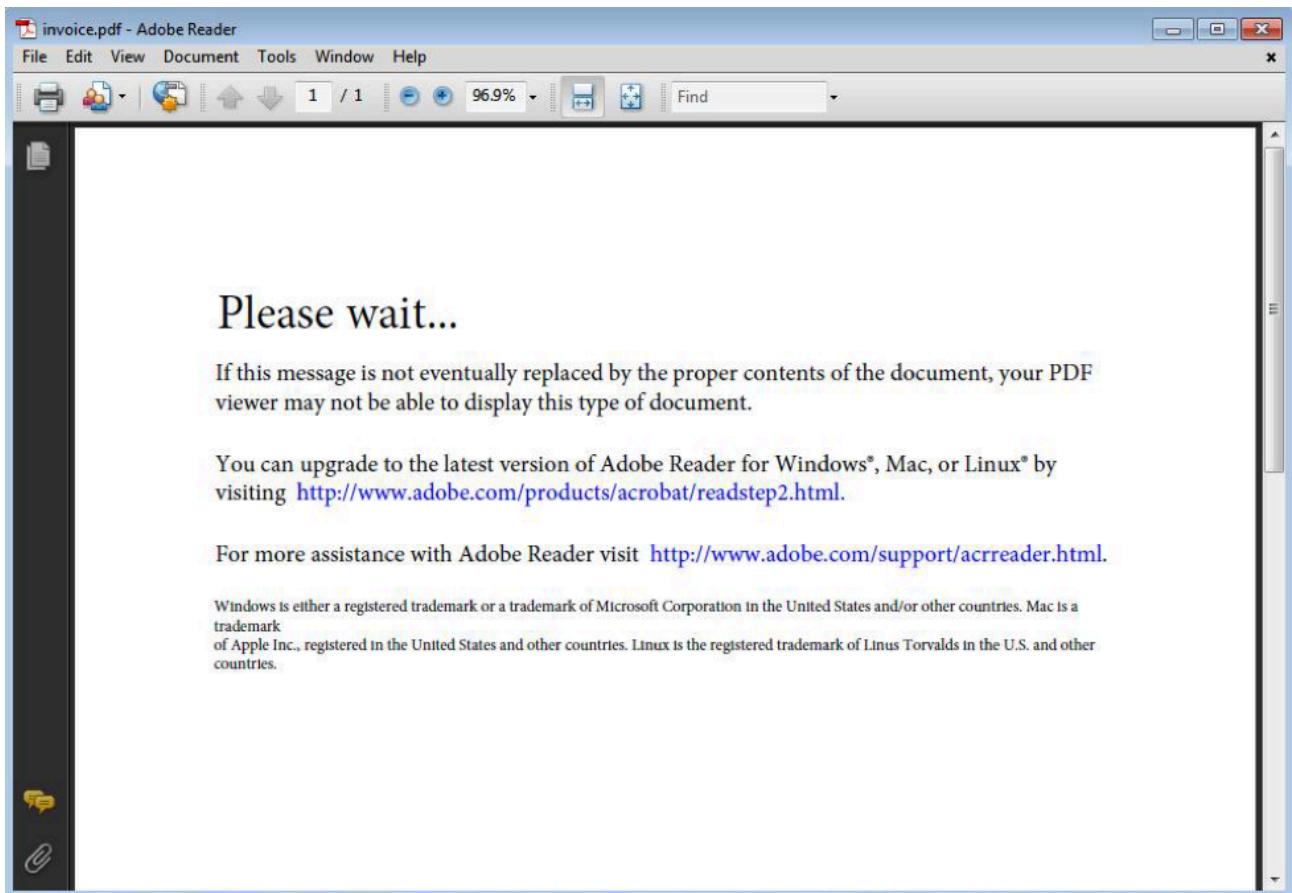 invoice.pdf - Adobe Reader
File Edit View Document Tools Window Help
1 / 1 96.9% Find
Please wait...
If this message is not eventually replaced by the proper contents of the document, your PDF
viewer may not be able to display this type of document.
You can upgrade to the latest version of Adobe Reader for Windows®, Mac, or Linux® by
visiting http://www.adobe.com/products/acrobat/readstep2.html.
For more assistance with Adobe Reader visit http://www.adobe.com/support/acrreader.html.
Windows is either a registered trademark or a trademark of Microsoft Corporation in the United States and/or other countries. Mac is a
trademark
of Apple Inc., registered in the United States and other countries. Linux is the registered trademark of Linus Torvalds in the U.S. and other
countries.